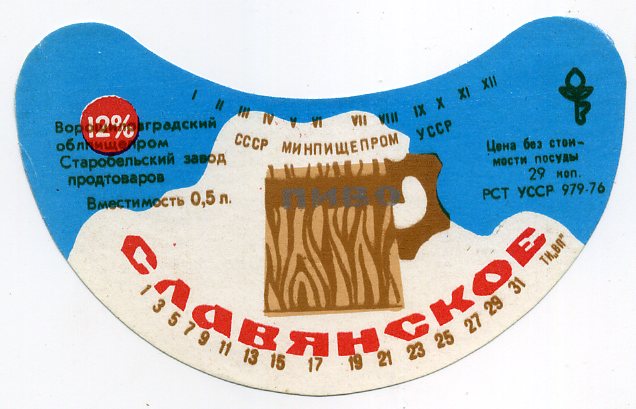 I II III IV V VI VII VIII IX X XI XII
СССР МИНПИЩЕПРОМ УССР
12%
Ворошиловградский
облпищепром
Старобельский завод
продтоваров
Вместимость 0,5 л.
Цена без стои-
мости посуды
29 коп.
РСТ УССР 979-76
ПИВО
СЛАВЯНСКОЕ
1 3 5 7 9 11 13 15 17 19 21 23 25 27 29 31